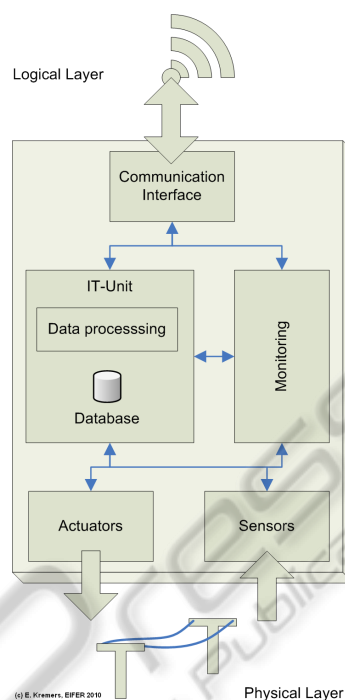 Logical Layer
Communication
Interface
IT-Unit
Data processsing
Database
Monitoring
Actuators
Sensors
(c) E. Kremers, EIFER 2010
Physical Layer